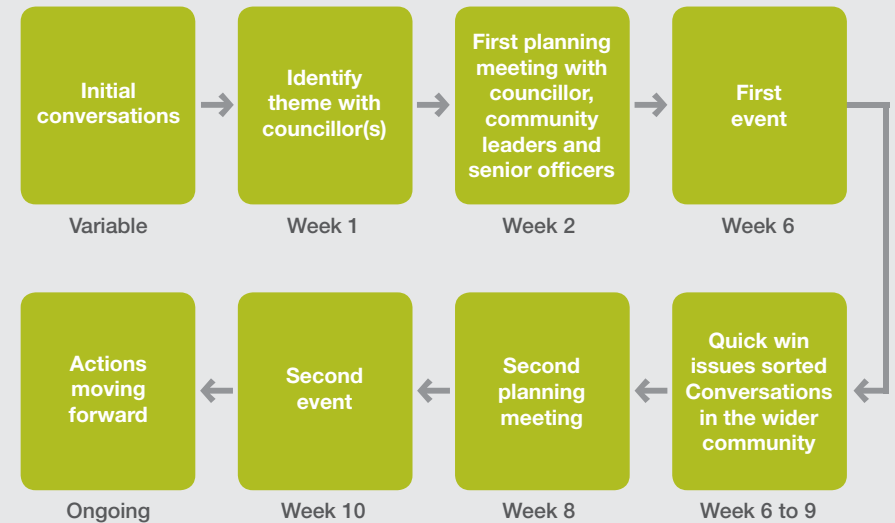 Initial
conversations
Variable
Identify
theme with
councillor(s)
Week 1
First planning
meeting with
councillor,
community
leaders and
senior officers
Week 2
First
event
Week 6
Quick win
issues sorted
Conversations
in the wider
community
Week 6 to 9
Second
planning
meeting
Week 8
Second
event
Week 10
Actions
moving
forward
Ongoing